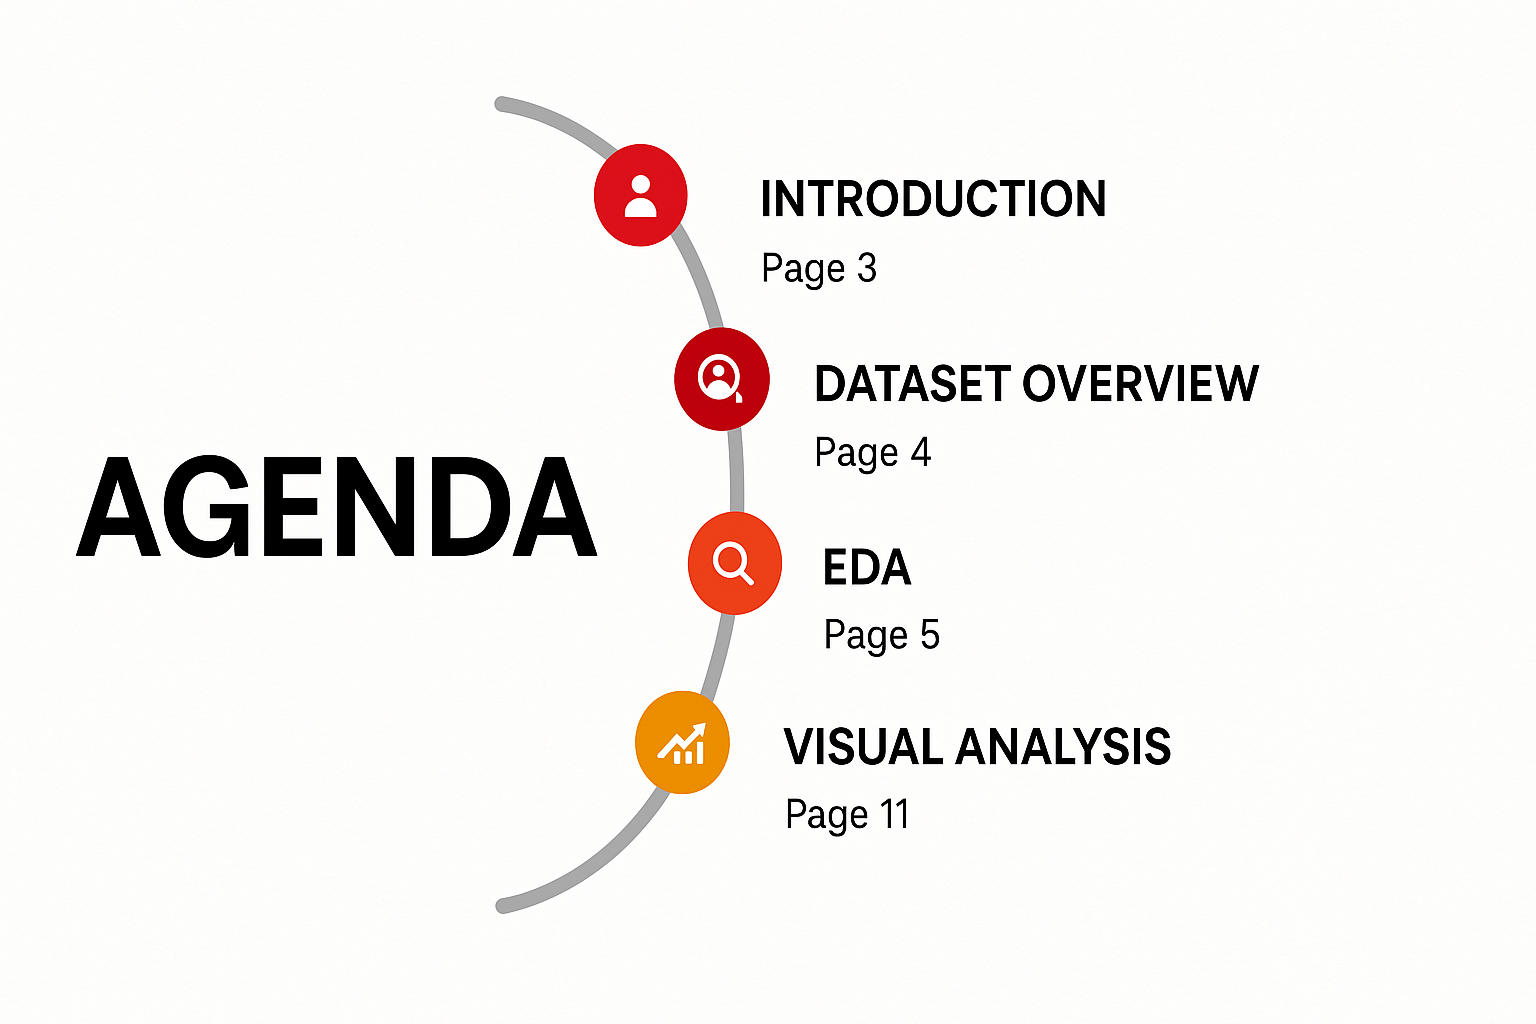 AGENDA
INTRODUCTION
Page 3
DATASET OVERVIEW
Page 4
EDA
Page 5
VISUAL ANALYSIS
Page 11